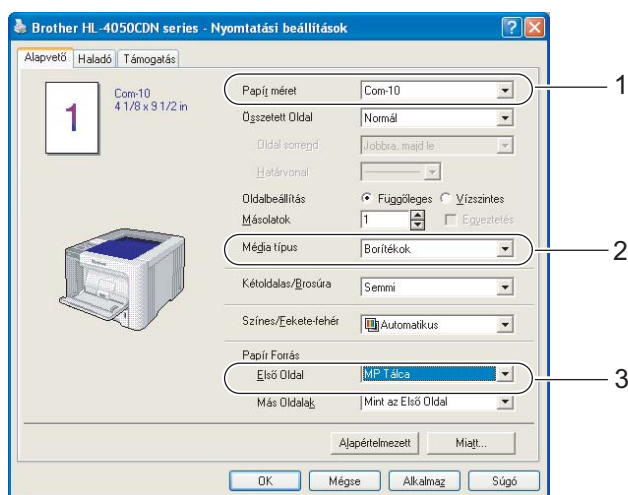 Brother HL-4050CDN series - Nyomtatási beállítások
Alapvető Haladó Támogatás
1
Com-10
4 1/8 x 9 1/2 in
Papír méret Com-10 1
Összetett Oldal Normál
Oldal sorrend Jobbra, majd le
Határvonal
Oldalbeállítás Függőleges Vízszintes
Másolatok 1 Egyeztetés
Média típus Borítékok 2
Kétoldalas/Brosúra Semmi
Színes/Fekete-fehér Automatikus
Papír Forrás
Első Oldal MP Tálca 3
Más Oldalak Mint az Első Oldal
Alapértelmezett Miatt...
OK Mégse Alkalmaz Súgó